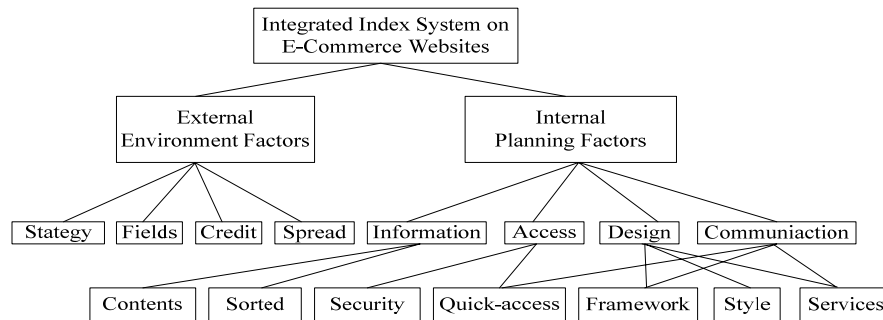 Integrated Index System on
E-Commerce Websites
External
Environment Factors
Internal
Planning Factors
Stategy
Fields
Credit
Spread
Information
Access
Design
Communiaction
Contents
Sorted
Security
Quick-access
Framework
Style
Services